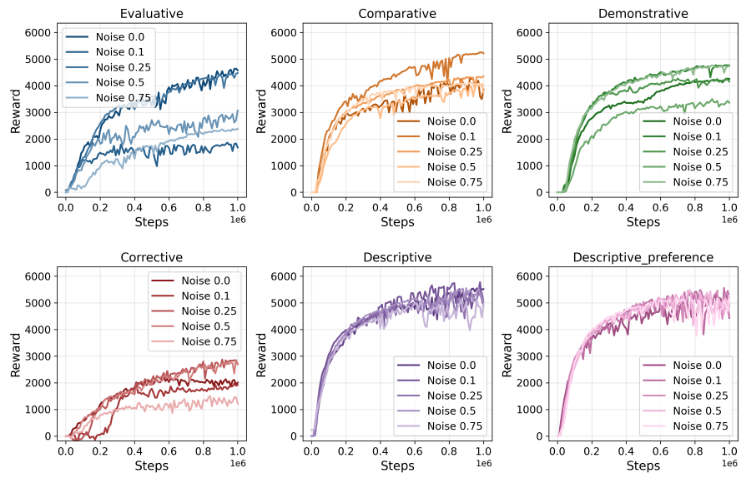 Evaluative
Comparative
Demonstrative
6000
5000
4000
3000
2000
1000
0
Reward
Noise 0.0
Noise 0.1
Noise 0.25
Noise 0.5
Noise 0.75
0.0 0.2 0.4 0.6 0.8 1.0
1e6
Steps
6000
5000
4000
3000
2000
1000
0
Reward
Noise 0.0
Noise 0.1
Noise 0.25
Noise 0.5
Noise 0.75
0.0 0.2 0.4 0.6 0.8 1.0
1e6
Steps
6000
5000
4000
3000
2000
1000
0
Reward
Noise 0.0
Noise 0.1
Noise 0.25
Noise 0.5
Noise 0.75
0.0 0.2 0.4 0.6 0.8 1.0
1e6
Steps
Corrective
Descriptive
Descriptive_preference
6000
5000
4000
3000
2000
1000
0
Reward
Noise 0.0
Noise 0.1
Noise 0.25
Noise 0.5
Noise 0.75
0.0 0.2 0.4 0.6 0.8 1.0
1e6
Steps
6000
5000
4000
3000
2000
1000
0
Reward
Noise 0.0
Noise 0.1
Noise 0.25
Noise 0.5
Noise 0.75
0.0 0.2 0.4 0.6 0.8 1.0
1e6
Steps
6000
5000
4000
3000
2000
1000
0
Reward
Noise 0.0
Noise 0.1
Noise 0.25
Noise 0.5
Noise 0.75
0.0 0.2 0.4 0.6 0.8 1.0
1e6
Steps